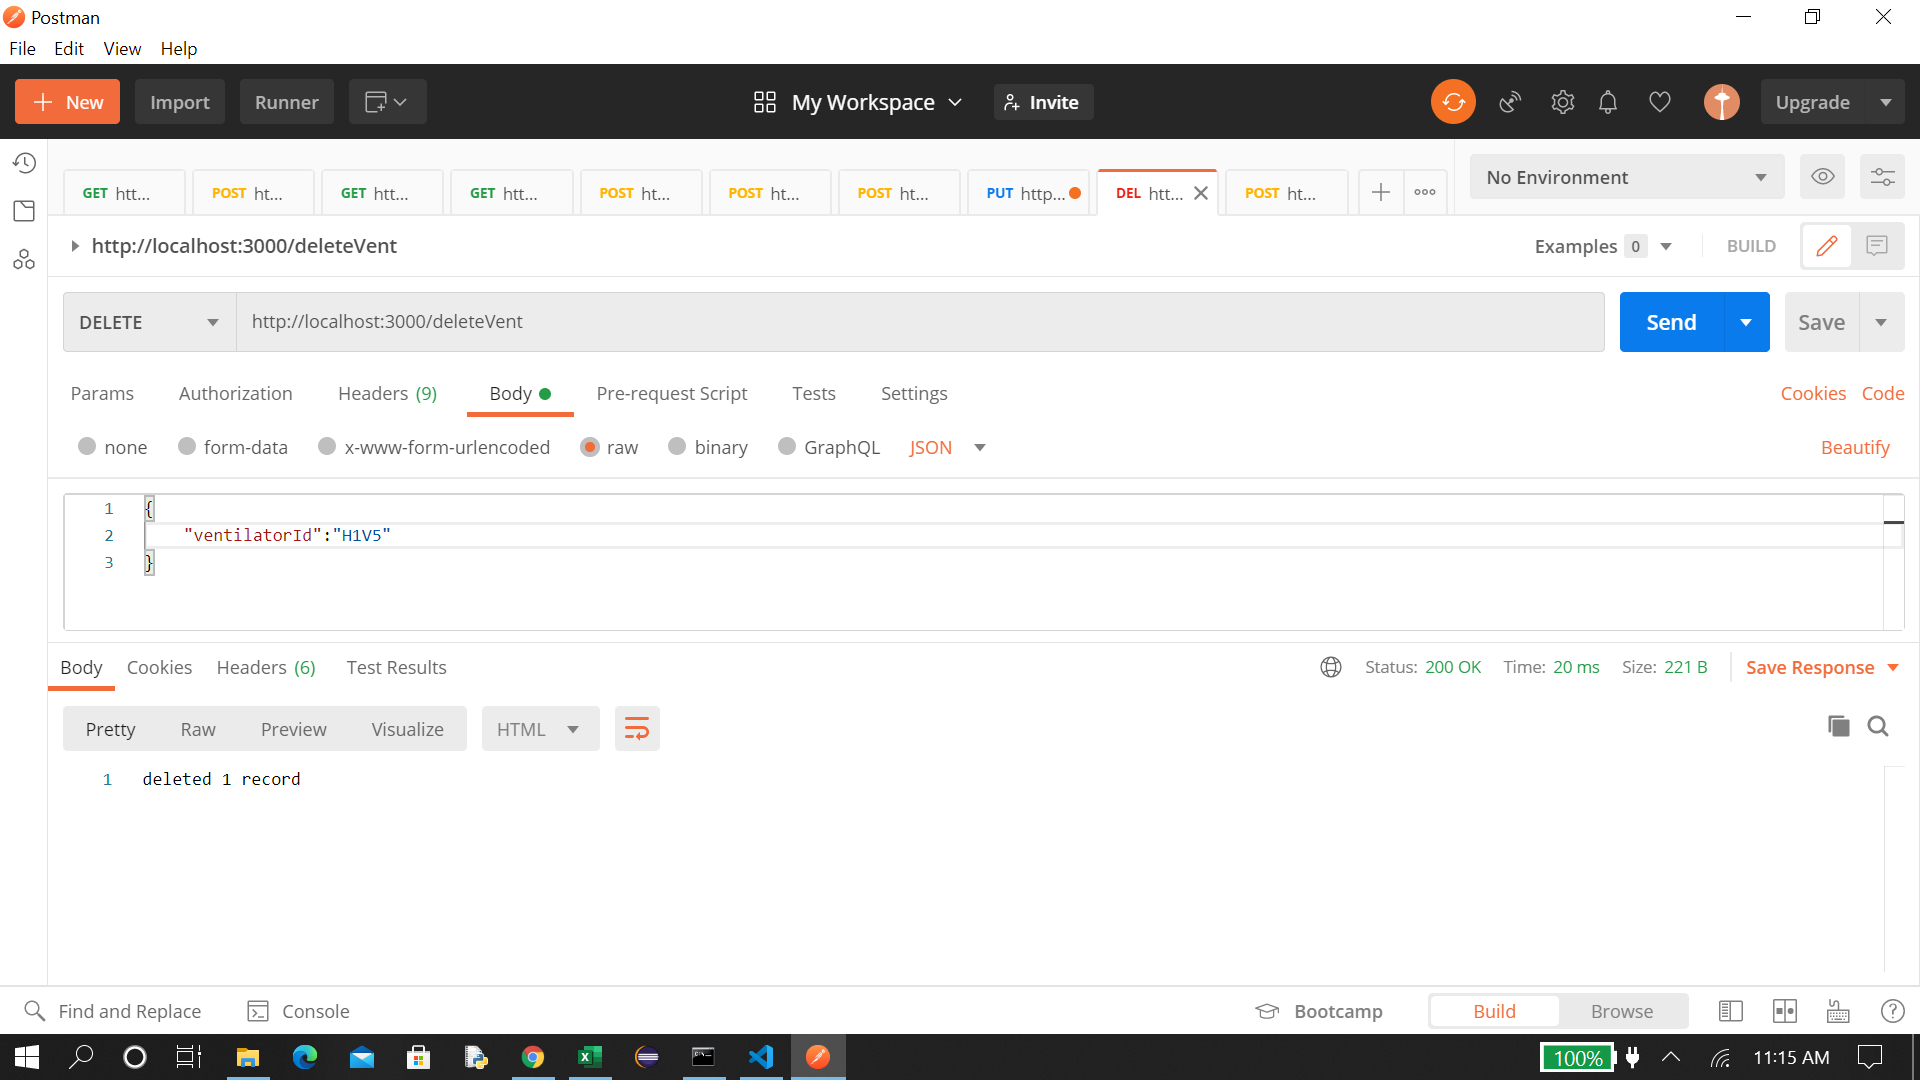 Postman
File Edit View Help
New Import Runner My Workspace Invite Upgrade
GET htt... POST ht... GET htt... GET htt... POST ht... POST ht... POST ht... PUT http... DEL htt... POST ht... No Environment
http://localhost:3000/deleteVent Examples 0 BUILD
DELETE http://localhost:3000/deleteVent Send Save
Params Authorization Headers (9) Body Pre-request Script Tests Settings Cookies Code
none form-data x-www-form-urlencoded raw binary GraphQL JSON Beautify
1 {
2 "ventilatorId":"H1V5"
3 }
Body Cookies Headers (6) Test Results Status: 200 OK Time: 20 ms Size: 221 B Save Response
Pretty Raw Preview Visualize HTML
1 deleted 1 record
Find and Replace Console Bootcamp Build Browse
100% 11:15 AM